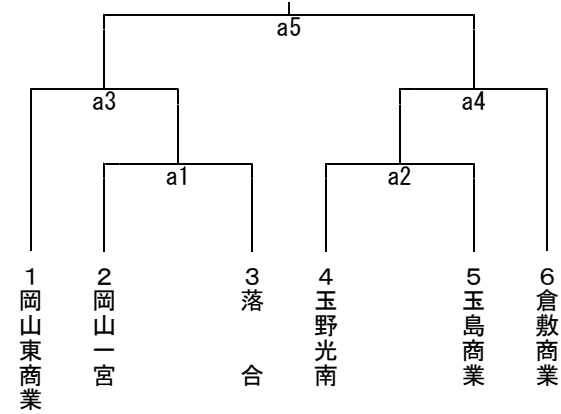 a5
a3
a4
a1
a2
1 岡山東商業
2 岡山一宮
3 落合
4 玉野光南
5 玉島商業
6 倉敷商業